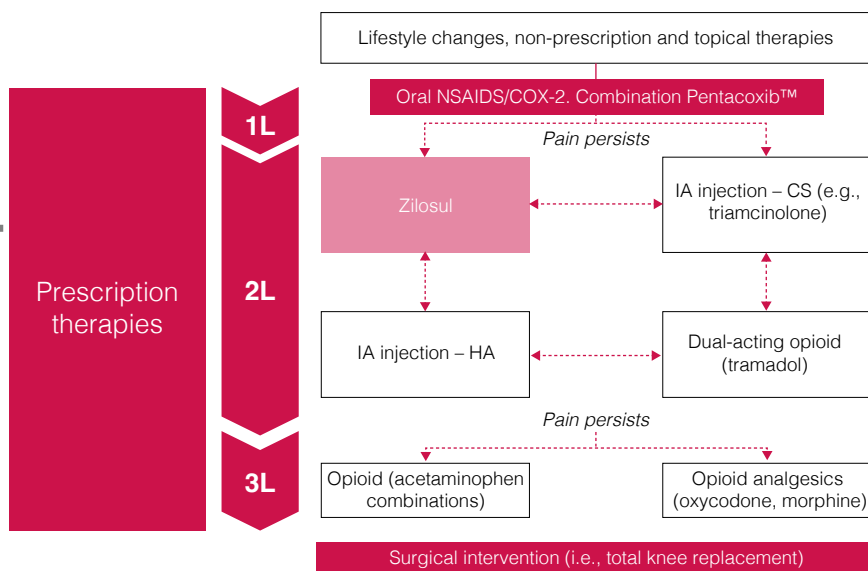 Lifestyle changes, non-prescription and topical therapies
Oral NSAIDS/COX-2. Combination Pentacoxib™
1L
Pain persists
Zilosul
IA injection – CS (e.g.,
triamcinolone)
Prescription
therapies
2L
IA injection – HA
Dual-acting opioid
(tramadol)
Pain persists
3L
Opioid (acetaminophen
combinations)
Opioid analgesics
(oxycodone, morphine)
Surgical intervention (i.e., total knee replacement)